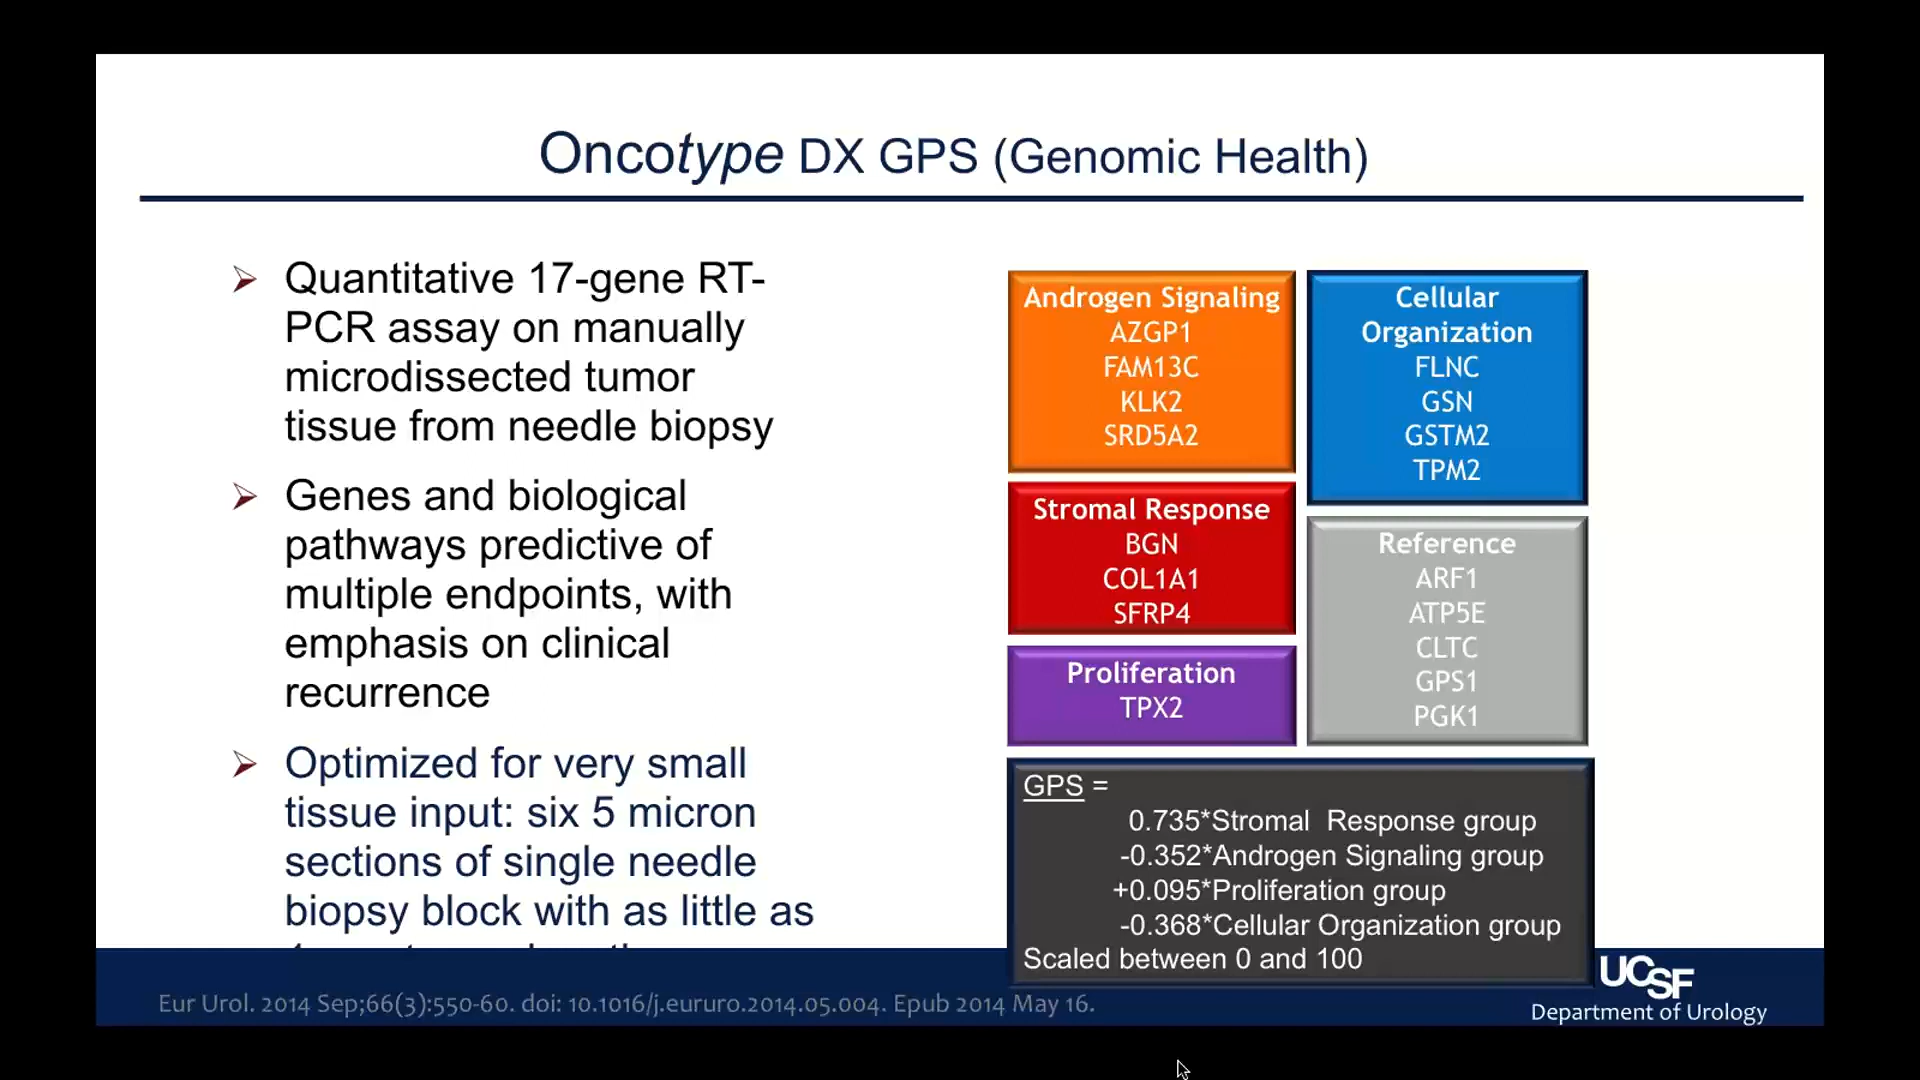 Oncotype DX GPS (Genomic Health)
Quantitative 17-gene RT-
PCR assay on manually
microdissected tumor
tissue from needle biopsy
Genes and biological
pathways predictive of
multiple endpoints, with
emphasis on clinical
recurrence
Optimized for very small
tissue input: six 5 micron
sections of single needle
biopsy block with as little as
Androgen Signaling
AZGP1
FAM13C
KLK2
SRD5A2
Stromal Response
BGN
COL1A1
SFRP4
Proliferation
TPX2
Cellular
Organization
FLNC
GSN
GSTM2
TPM2
Reference
ARF1
ATP5E
CLTC
GPS1
PGK1
GPS =
0.735*Stromal Response group
-0.352*Androgen Signaling group
+0.095*Proliferation group
-0.368*Cellular Organization group
Scaled between 0 and 100
Eur Urol. 2014 Sep;66(3):550-60. doi: 10.1016/j.eururo.2014.05.004. Epub 2014 May 16.
UCSF
Department of Urology